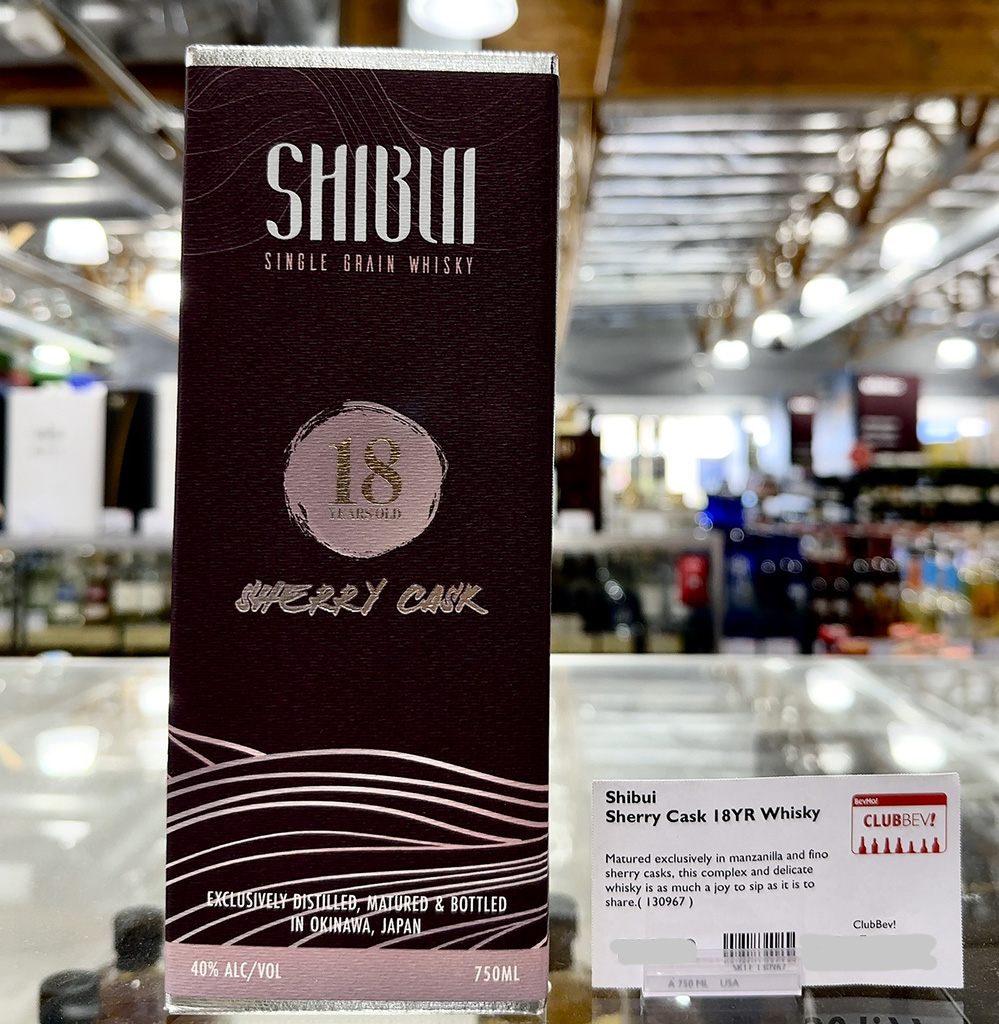 SHIBUI
SINGLE GRAIN WHISKY
18
YEARS OLD
SHERRY CASK
EXCLUSIVELY DISTILLED, MATURED & BOTTLED
IN OKINAWA, JAPAN
40% ALC/VOL
750ML
Shibui
Sherry Cask 18YR Whisky
BevMo!
CLUBBEV!
Matured exclusively in manzanilla and fino
sherry casks, this complex and delicate
whisky is as much a joy to sip as it is to
share.( 130967 )
ClubBev!
SKU: 130967
A 750 ML USA